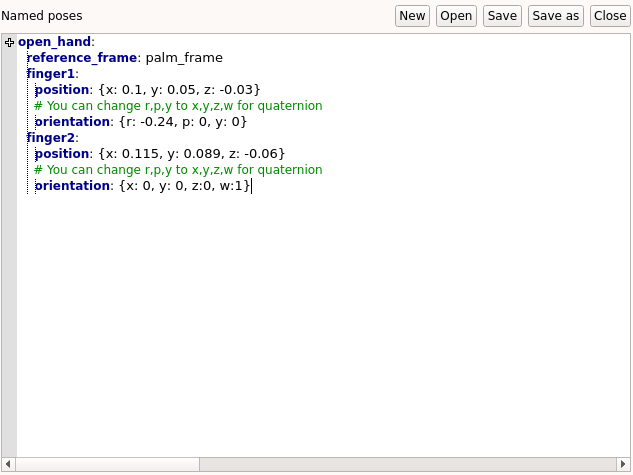 Named poses New Open Save Save as Close
open_hand:
reference_frame: palm_frame
finger1:
position: {x: 0.1, y: 0.05, z: -0.03}
# You can change r,p,y to x,y,z,w for quaternion
orientation: {r: -0.24, p: 0, y: 0}
finger2:
position: {x: 0.115, y: 0.089, z: -0.06}
# You can change r,p,y to x,y,z,w for quaternion
orientation: {x: 0, y: 0, z:0, w:1}